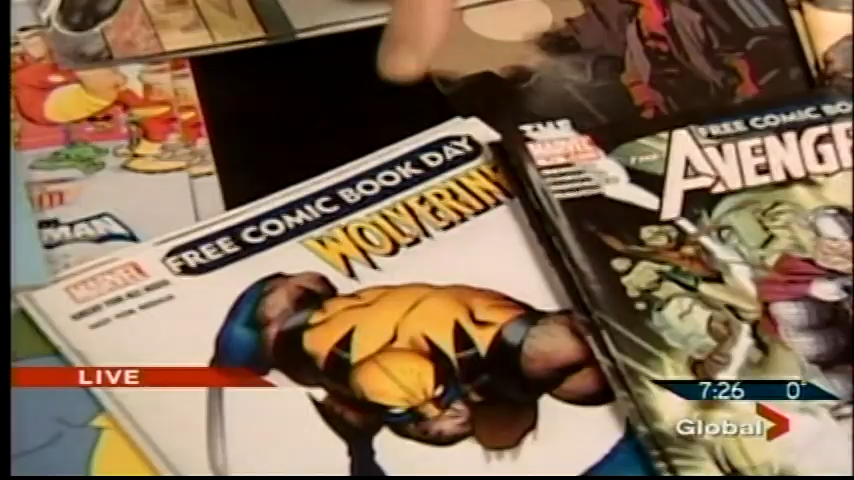 FREE COMIC BOOK DAY
WOLVERINE
MARVEL
MAN
THE
MARVEL
FREE COMIC BO
AVENGE
LIVE
7:26 0°
Global